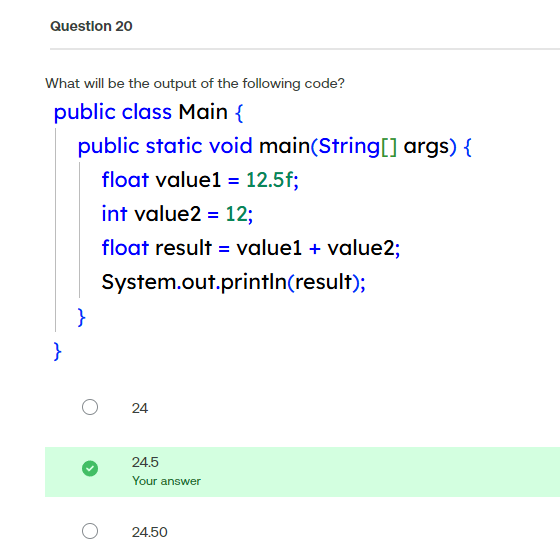 Question 20
What will be the output of the following code?
public class Main {
public static void main(String[] args) {
float value1 = 12.5f;
int value2 = 12;
float result = value1 + value2;
System.out.println(result);
}
}
24
24.5
Your answer
24.50